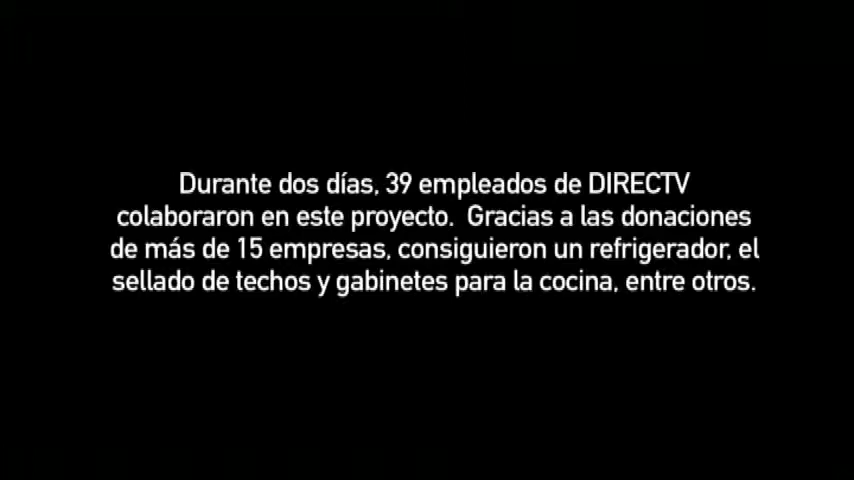 Durante dos días, 39 empleados de DIRECTV
colaboraron en este proyecto.  Gracias a las donaciones
de más de 15 empresas, consiguieron un refrigerador, el
sellado de techos y gabinetes para la cocina, entre otros.